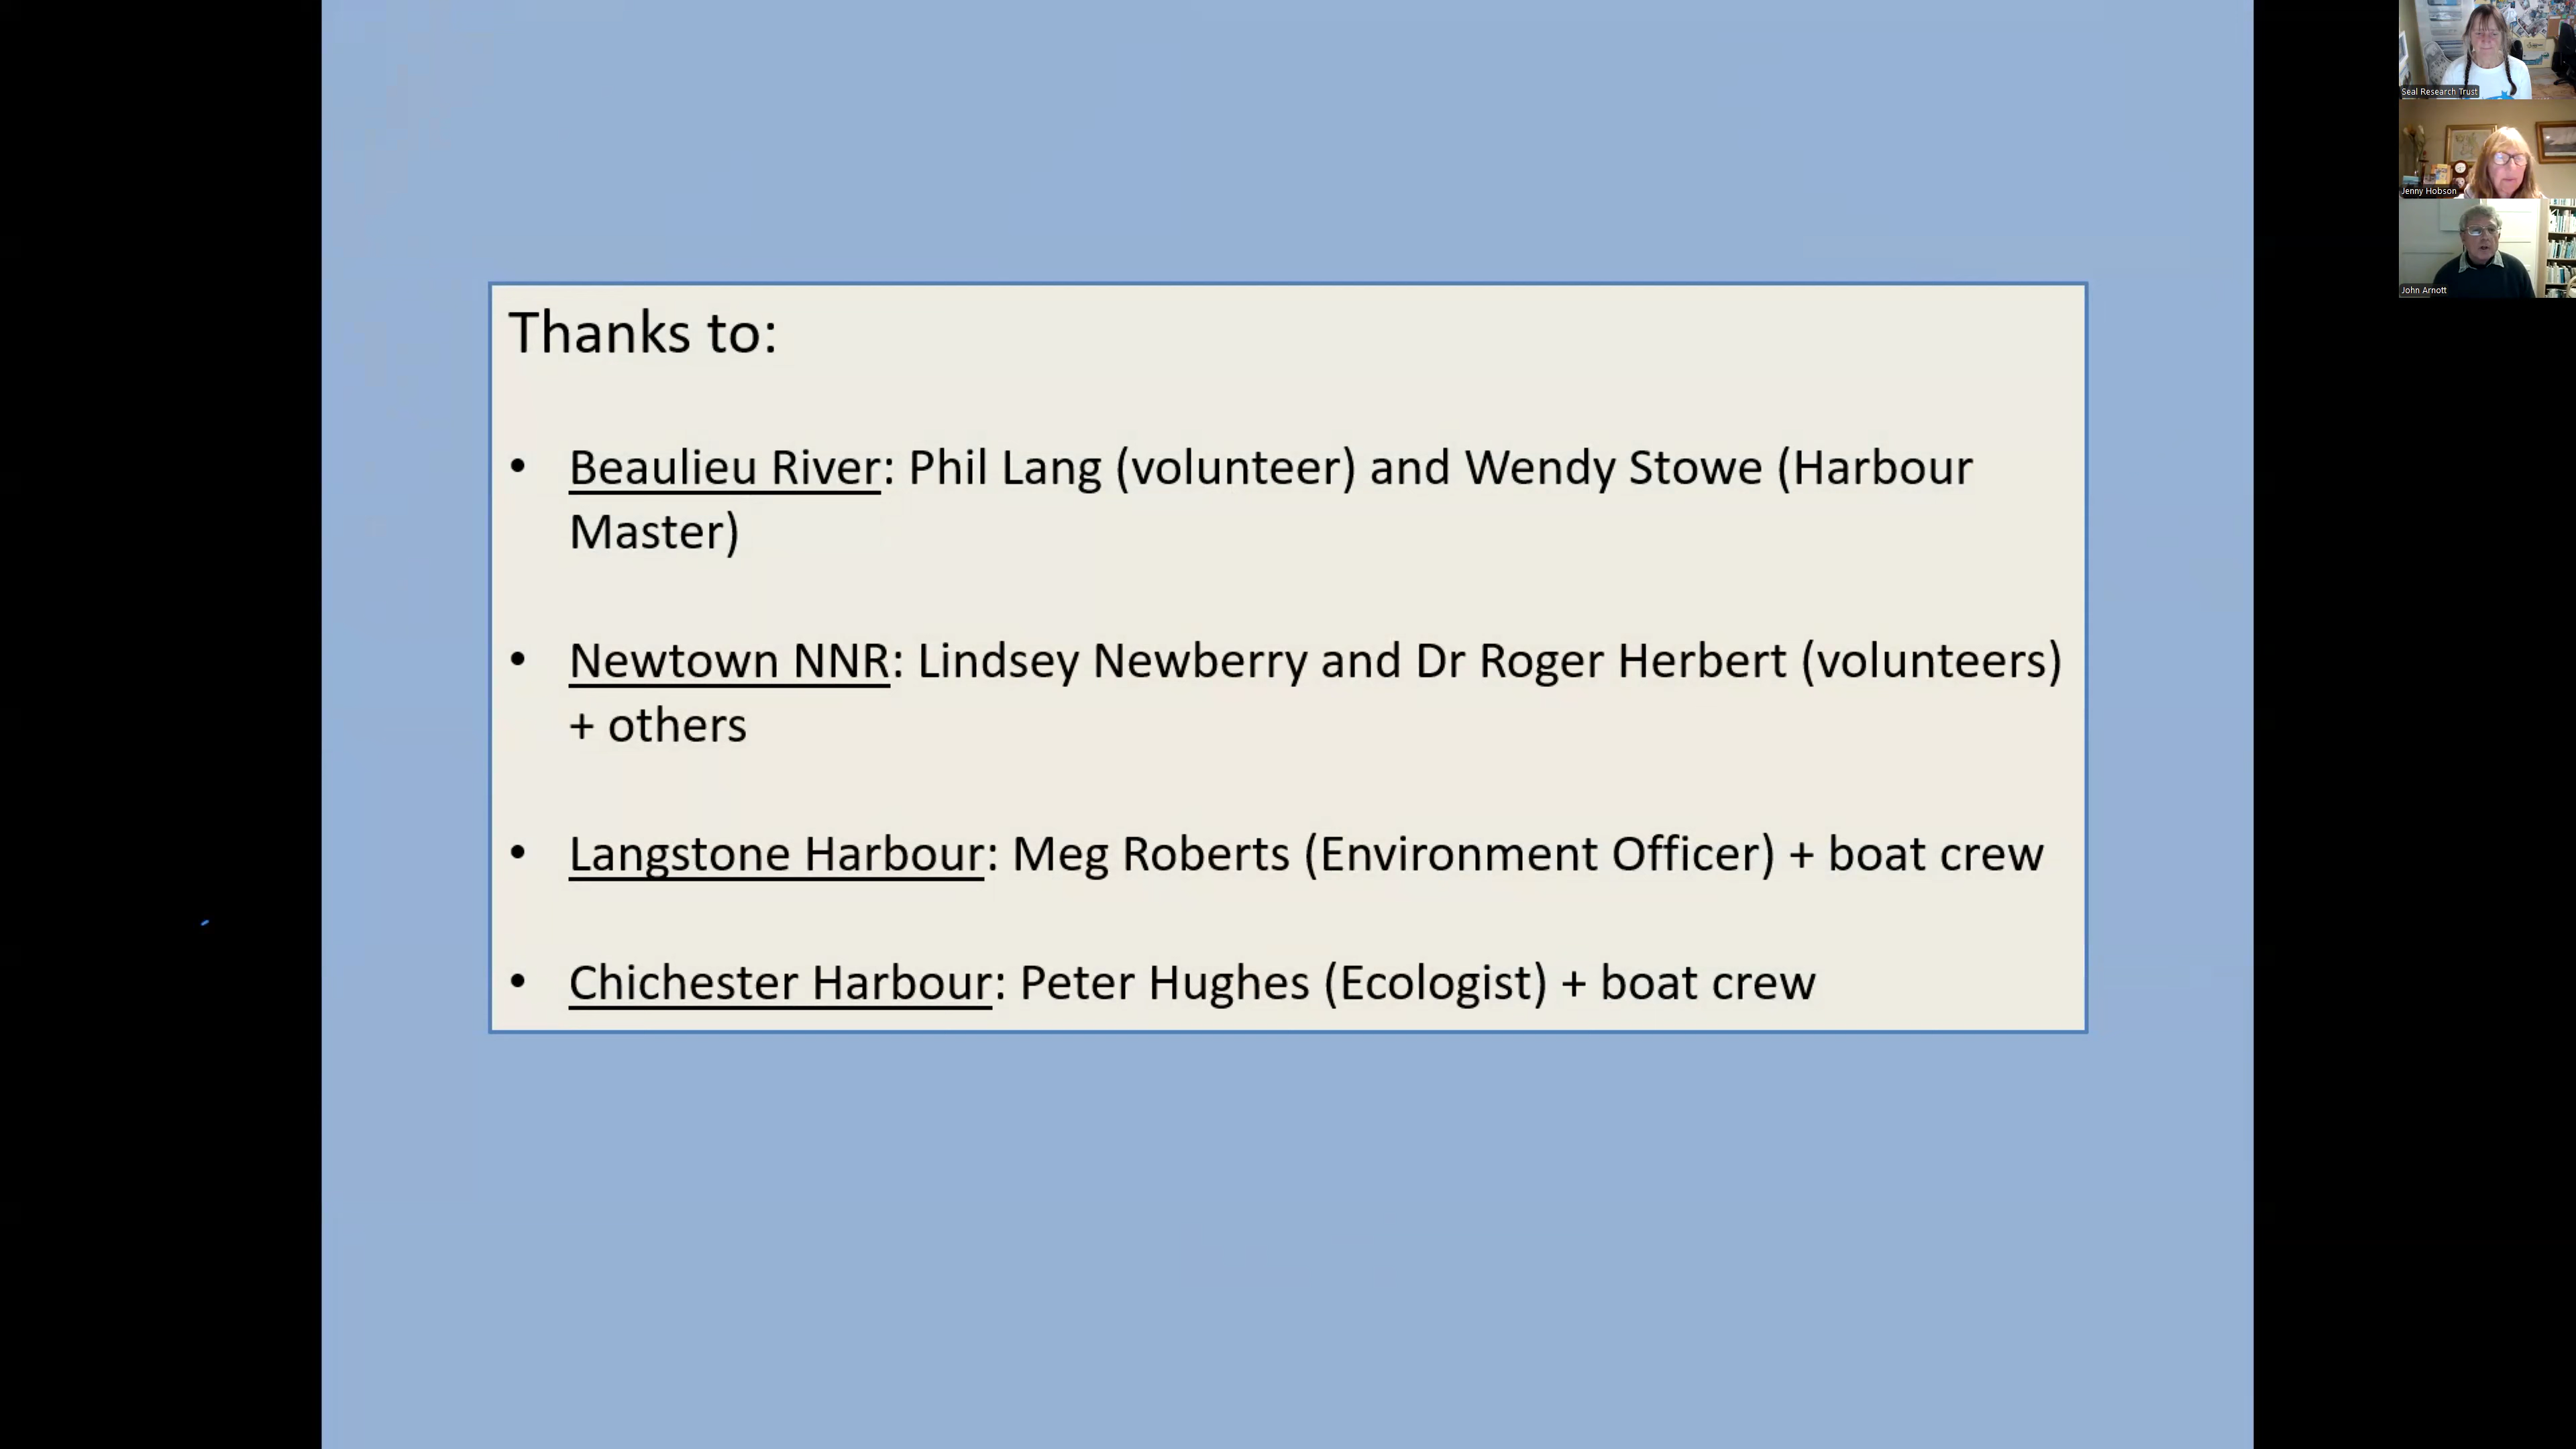 Thanks to:
• Beaulieu River: Phil Lang (volunteer) and Wendy Stowe (Harbour
Master)
• Newtown NNR: Lindsey Newberry and Dr Roger Herbert (volunteers)
+ others
• Langstone Harbour: Meg Roberts (Environment Officer) + boat crew
• Chichester Harbour: Peter Hughes (Ecologist) + boat crew
Seal Research Trust
Jenny Hobson
John Arnott